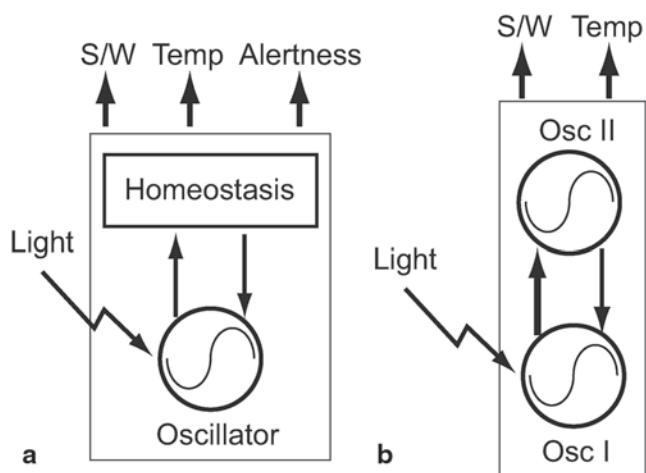 S/W Temp Alertness
Homeostasis
Light
Oscillator
a
S/W Temp
Osc II
Light
Osc I
b